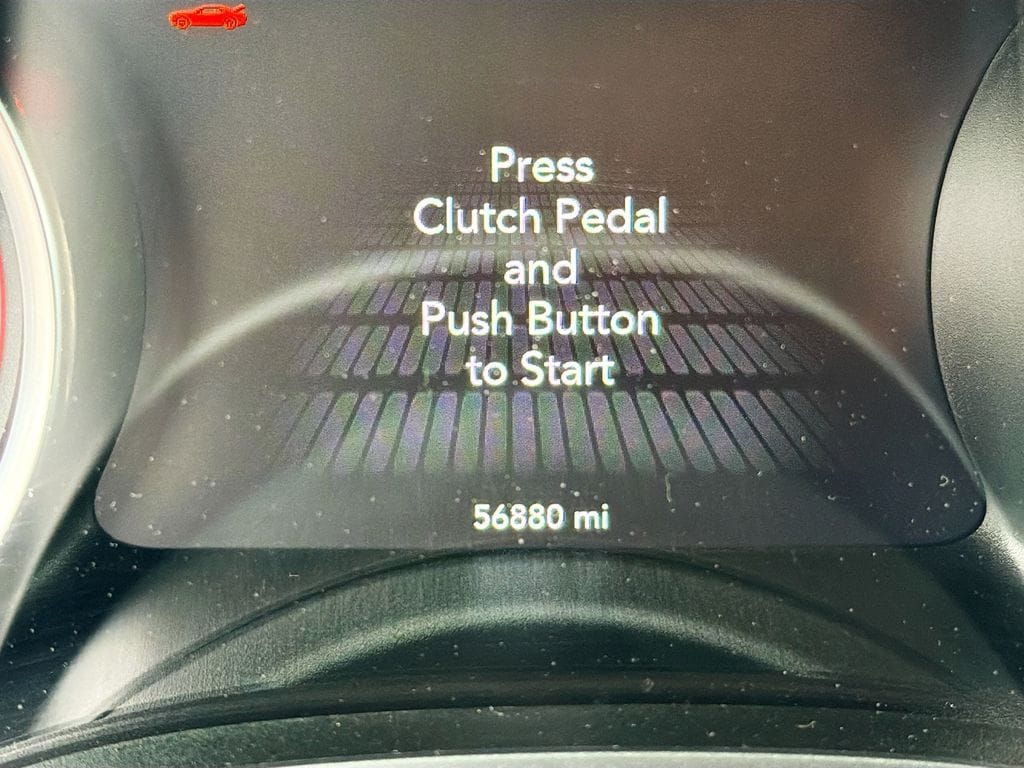 Press
Clutch Pedal
and
Push Button
to Start
56880 mi